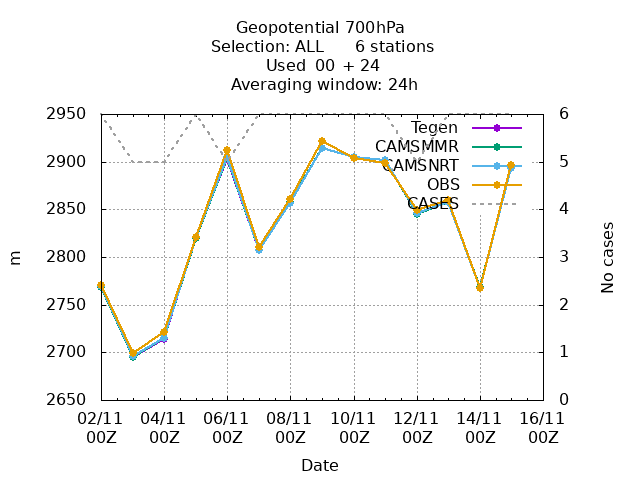 Geopotential 700hPa
Selection: ALL 6 stations
Used 00 + 24
Averaging window: 24h
2950 6
Tegen
CAMSMMR
2900 5
CAMSNRT
OBS
CASES
2850 4
2800 3
m
No cases
2750 2
2700 1
2650 0
02/11 04/11 06/11 08/11 10/11 12/11 14/11 16/11
00Z 00Z 00Z 00Z 00Z 00Z 00Z 00Z
Date